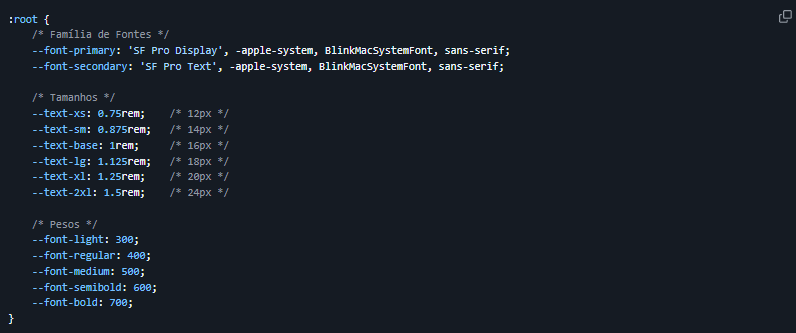 :root {
/* Família de Fontes */
--font-primary: 'SF Pro Display', -apple-system, BlinkMacSystemFont, sans-serif;
--font-secondary: 'SF Pro Text', -apple-system, BlinkMacSystemFont, sans-serif;
/* Tamanhos */
--text-xs: 0.75rem; /* 12px */
--text-sm: 0.875rem; /* 14px */
--text-base: 1rem; /* 16px */
--text-lg: 1.125rem; /* 18px */
--text-xl: 1.25rem; /* 20px */
--text-2xl: 1.5rem; /* 24px */
/* Pesos */
--font-light: 300;
--font-regular: 400;
--font-medium: 500;
--font-semibold: 600;
--font-bold: 700;
}